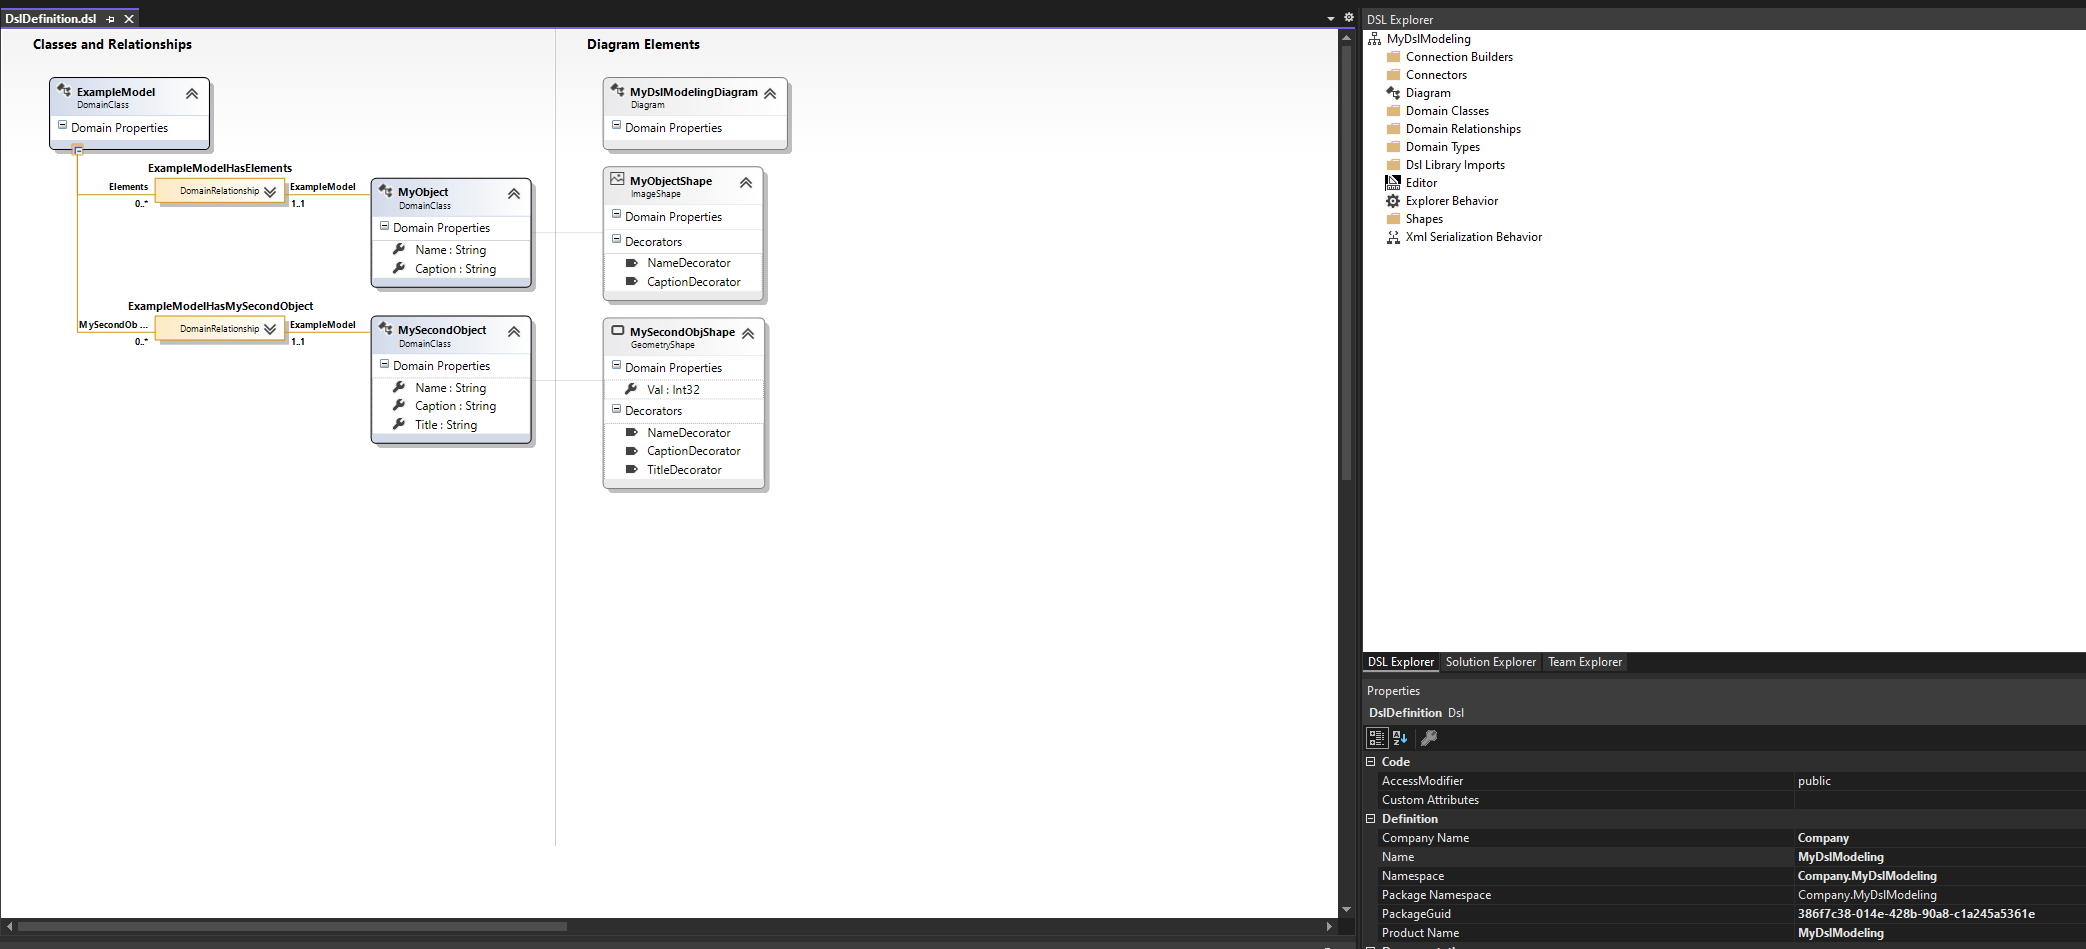 DslDefinition.dsl
Classes and Relationships
Diagram Elements
ExampleModel
DomainClass
Domain Properties
ExampleModelHasElements
Elements
DomainRelationship
ExampleModel
0..*
1..1
MyObject
DomainClass
Domain Properties
Name : String
Caption : String
ExampleModelHasMySecondObject
MySecondOb ...
DomainRelationship
ExampleModel
0..*
1..1
MySecondObject
DomainClass
Domain Properties
Name : String
Caption : String
Title : String
MyDslModelingDiagram
Diagram
Domain Properties
MyObjectShape
ImageShape
Domain Properties
Decorators
NameDecorator
CaptionDecorator
MySecondObjShape
GeometryShape
Domain Properties
Val : Int32
Decorators
NameDecorator
CaptionDecorator
TitleDecorator
DSL Explorer
MyDslModeling
Connection Builders
Connectors
Diagram
Domain Classes
Domain Relationships
Domain Types
Dsl Library Imports
Editor
Explorer Behavior
Shapes
Xml Serialization Behavior
DSL Explorer Solution Explorer Team Explorer
Properties
DslDefinition Dsl
Code
AccessModifier public
Custom Attributes
Definition
Company Name Company
Name MyDslModeling
Namespace Company.MyDslModeling
Package Namespace Company.MyDslModeling
PackageGuid 386f7c38-014e-428b-90a8-c1a245a5361e
Product Name MyDslModeling